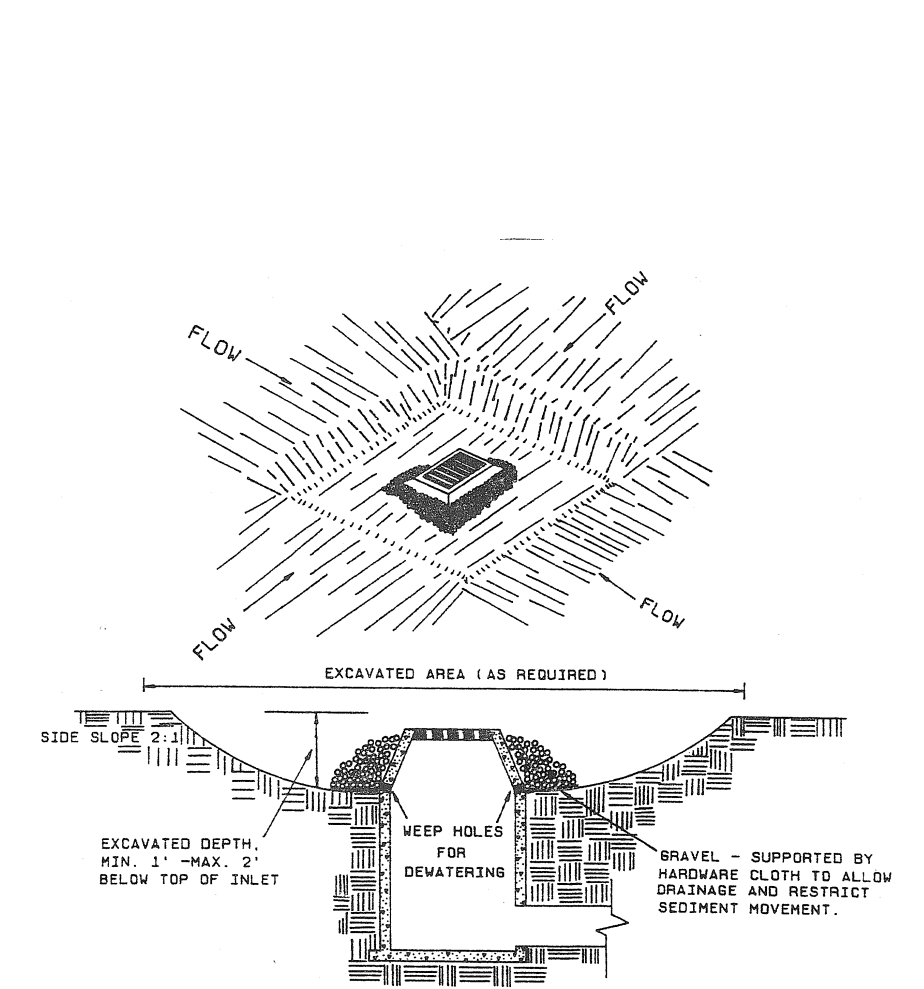 FLOW
FLOW
FLOW
FLOW
EXCAVATED AREA (AS REQUIRED)
SIDE SLOPE 2:1
EXCAVATED DEPTH,
MIN. 1' -MAX. 2'
BELOW TOP OF INLET
WEEP HOLES
FOR
DEWATERING
GRAVEL - SUPPORTED BY
HARDWARE CLOTH TO ALLOW
DRAINAGE AND RESTRICT
SEDIMENT MOVEMENT.